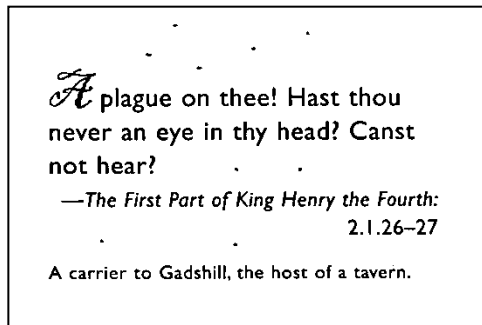 A plague on thee! Hast thou
never an eye in thy head? Canst
not hear?
—The First Part of King Henry the Fourth:
2.1.26–27
A carrier to Gadshill, the host of a tavern.